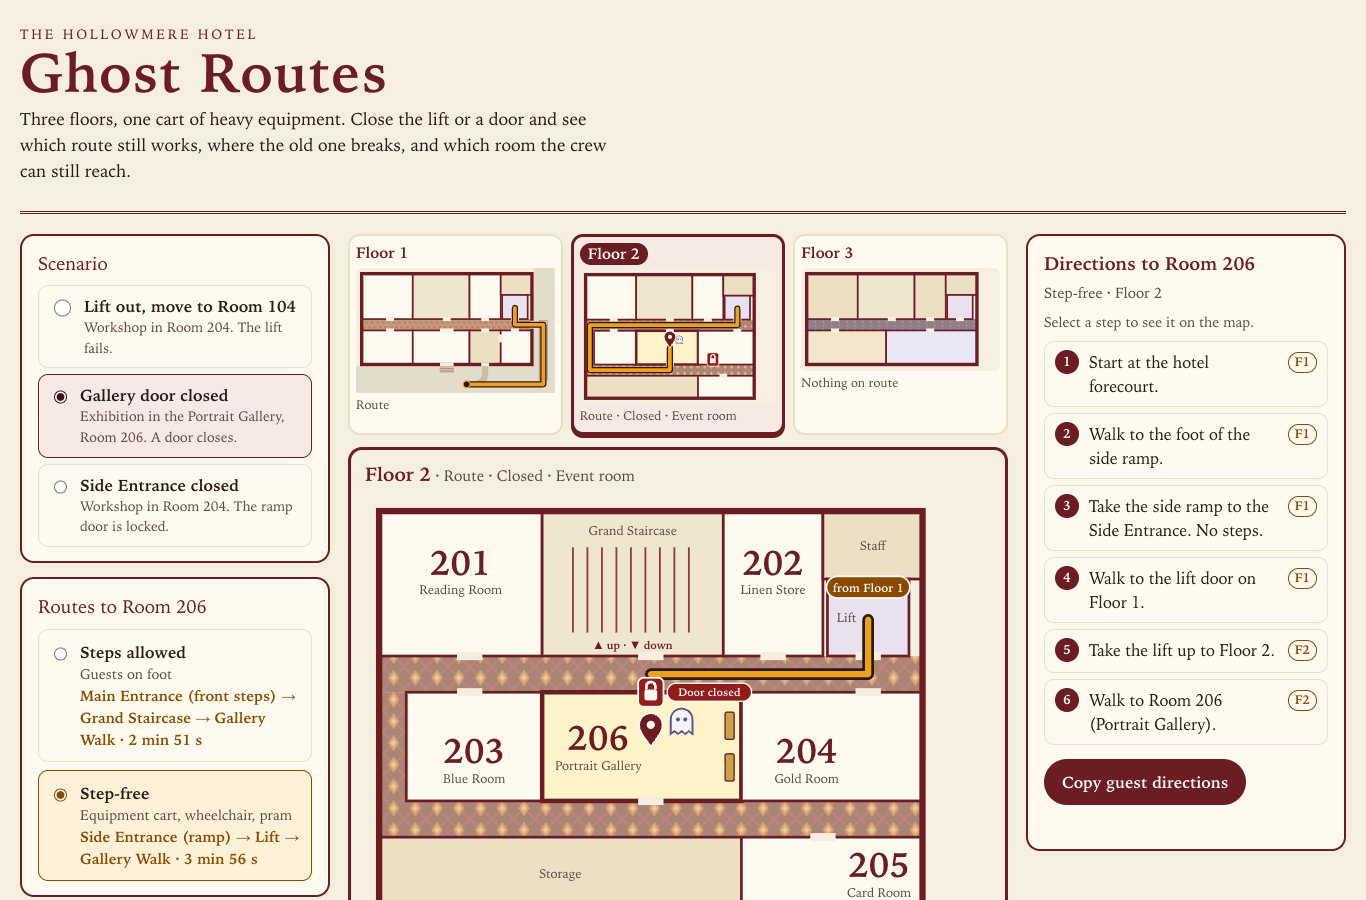 THE HOLLOWMERE HOTEL
Ghost Routes
Three floors, one cart of heavy equipment. Close the lift or a door and see
which route still works, where the old one breaks, and which room the crew
can still reach.
Scenario
Lift out, move to Room 104
Workshop in Room 204. The lift
fails.
Gallery door closed
Exhibition in the Portrait Gallery,
Room 206. A door closes.
Side Entrance closed
Workshop in Room 204. The ramp
door is locked.
Routes to Room 206
Steps allowed
Guests on foot
Main Entrance (front steps) →
Grand Staircase → Gallery
Walk · 2 min 51 s
Step-free
Equipment cart, wheelchair, pram
Side Entrance (ramp) → Lift →
Gallery Walk · 3 min 56 s
Floor 1
Route
Floor 2
Route · Closed · Event room
Floor 3
Nothing on route
Floor 2 · Route · Closed · Event room
201
Reading Room
Grand Staircase
▲ up · ▼ down
202
Linen Store
Staff
from Floor 1
Lift
Door closed
203
Blue Room
206
Portrait Gallery
204
Gold Room
Storage
205
Card Room
Directions to Room 206
Step-free · Floor 2
Select a step to see it on the map.
1 Start at the hotel F1
forecourt.
2 Walk to the foot of the F1
side ramp.
3 Take the side ramp to the F1
Side Entrance. No steps.
4 Walk to the lift door on F1
Floor 1.
5 Take the lift up to Floor 2. F2
6 Walk to Room 206 F2
(Portrait Gallery).
Copy guest directions